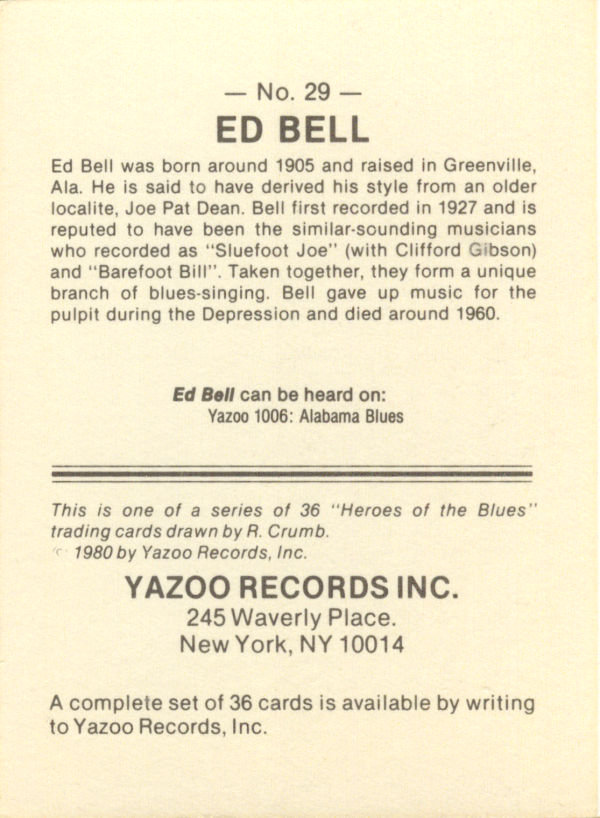 — No. 29 —
ED BELL
Ed Bell was born around 1905 and raised in Greenville,
Ala. He is said to have derived his style from an older
localite, Joe Pat Dean. Bell first recorded in 1927 and is
reputed to have been the similar-sounding musicians
who recorded as "Sluefoot Joe" (with Clifford Gibson)
and "Barefoot Bill". Taken together, they form a unique
branch of blues-singing. Bell gave up music for the
pulpit during the Depression and died around 1960.
Ed Bell can be heard on:
Yazoo 1006: Alabama Blues
This is one of a series of 36 "Heroes of the Blues"
trading cards drawn by R. Crumb.
© 1980 by Yazoo Records, Inc.
YAZOO RECORDS INC.
245 Waverly Place.
New York, NY 10014
A complete set of 36 cards is available by writing
to Yazoo Records, Inc.